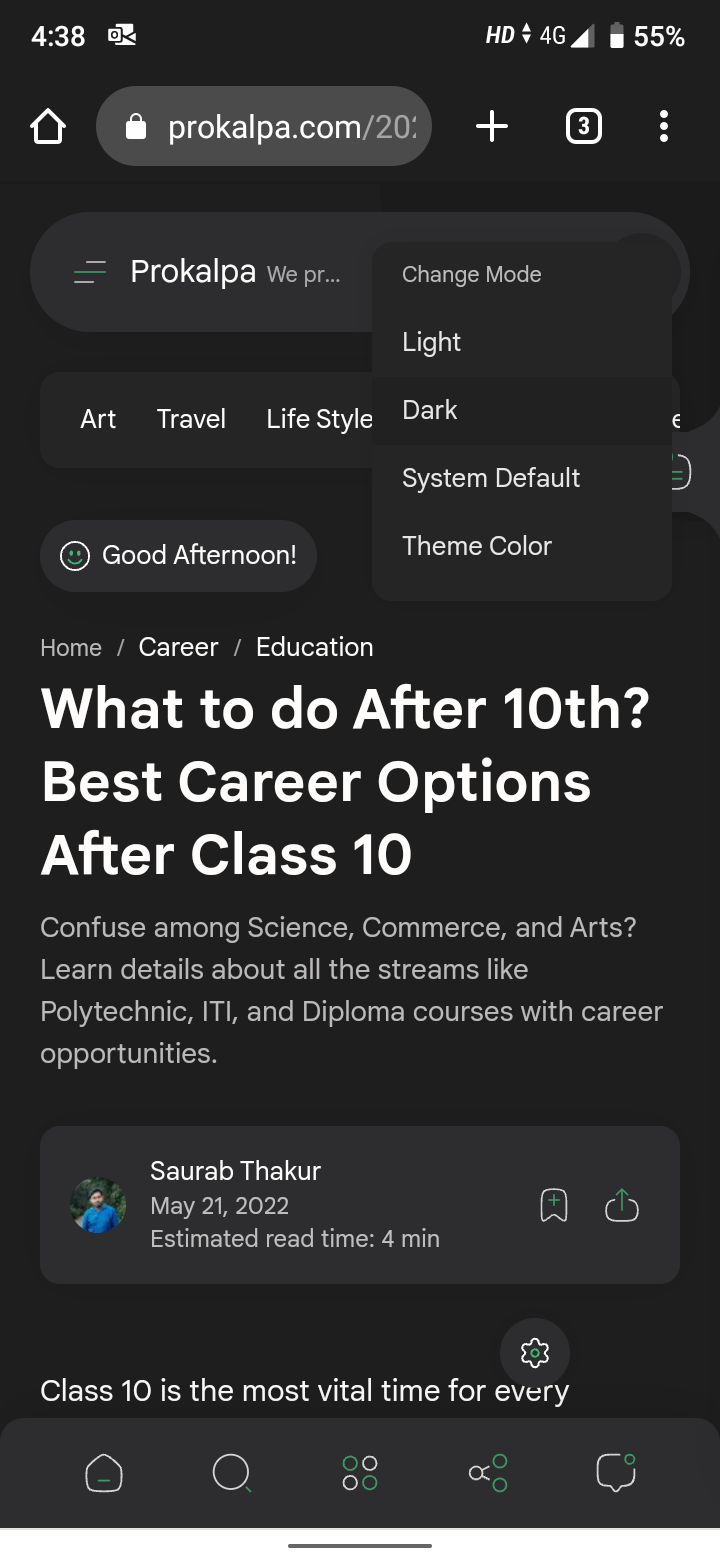 4:38 HD 4G 55%
prokalpa.com/202
3
Prokalpa We pr...
Change Mode
Light
Dark
System Default
Theme Color
Art Travel Life Style
Good Afternoon!
Home / Career / Education
What to do After 10th?
Best Career Options
After Class 10
Confuse among Science, Commerce, and Arts?
Learn details about all the streams like
Polytechnic, ITI, and Diploma courses with career
opportunities.
Saurab Thakur
May 21, 2022
Estimated read time: 4 min
Class 10 is the most vital time for every